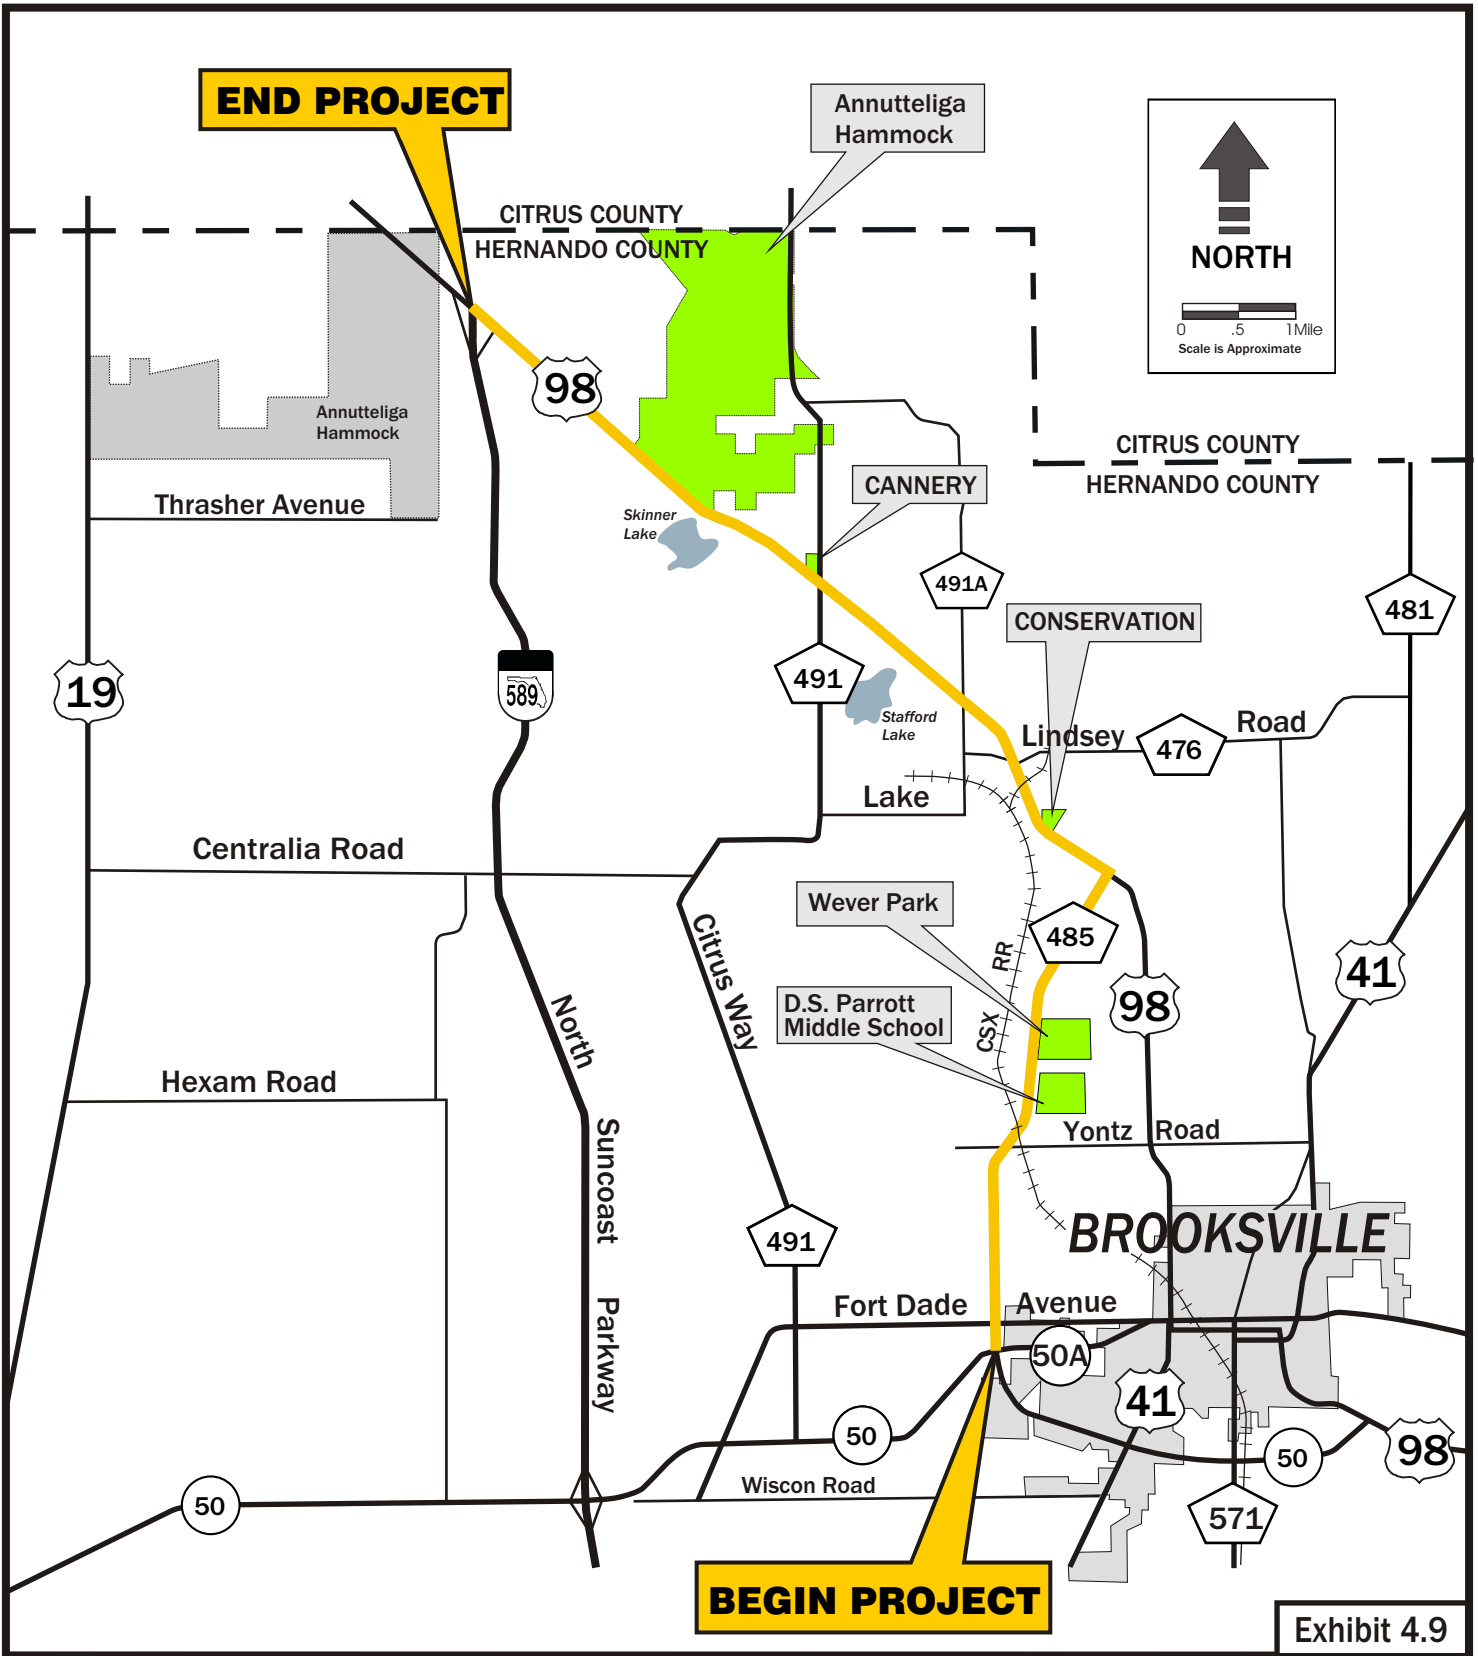 END PROJECT
Annutteliga
Hammock
CITRUS COUNTY
HERNANDO COUNTY
NORTH
0 .5 1Mile
Scale is Approximate
98
Annutteliga
Hammock
CITRUS COUNTY
HERNANDO COUNTY
CANNERY
Thrasher Avenue
Skinner
Lake
491A
481
CONSERVATION
19
589
491
Stafford
Lake
Lindsey
476
Road
Lake
Centralia Road
Wever Park
485
Citrus Way
RR
CSX
41
98
D.S. Parrott
Middle School
North
Suncoast
Parkway
Hexam Road
Yontz Road
BROOKSVILLE
491
Fort Dade Avenue
50A
41
50
50
98
Wiscon Road
50
571
BEGIN PROJECT
Exhibit 4.9